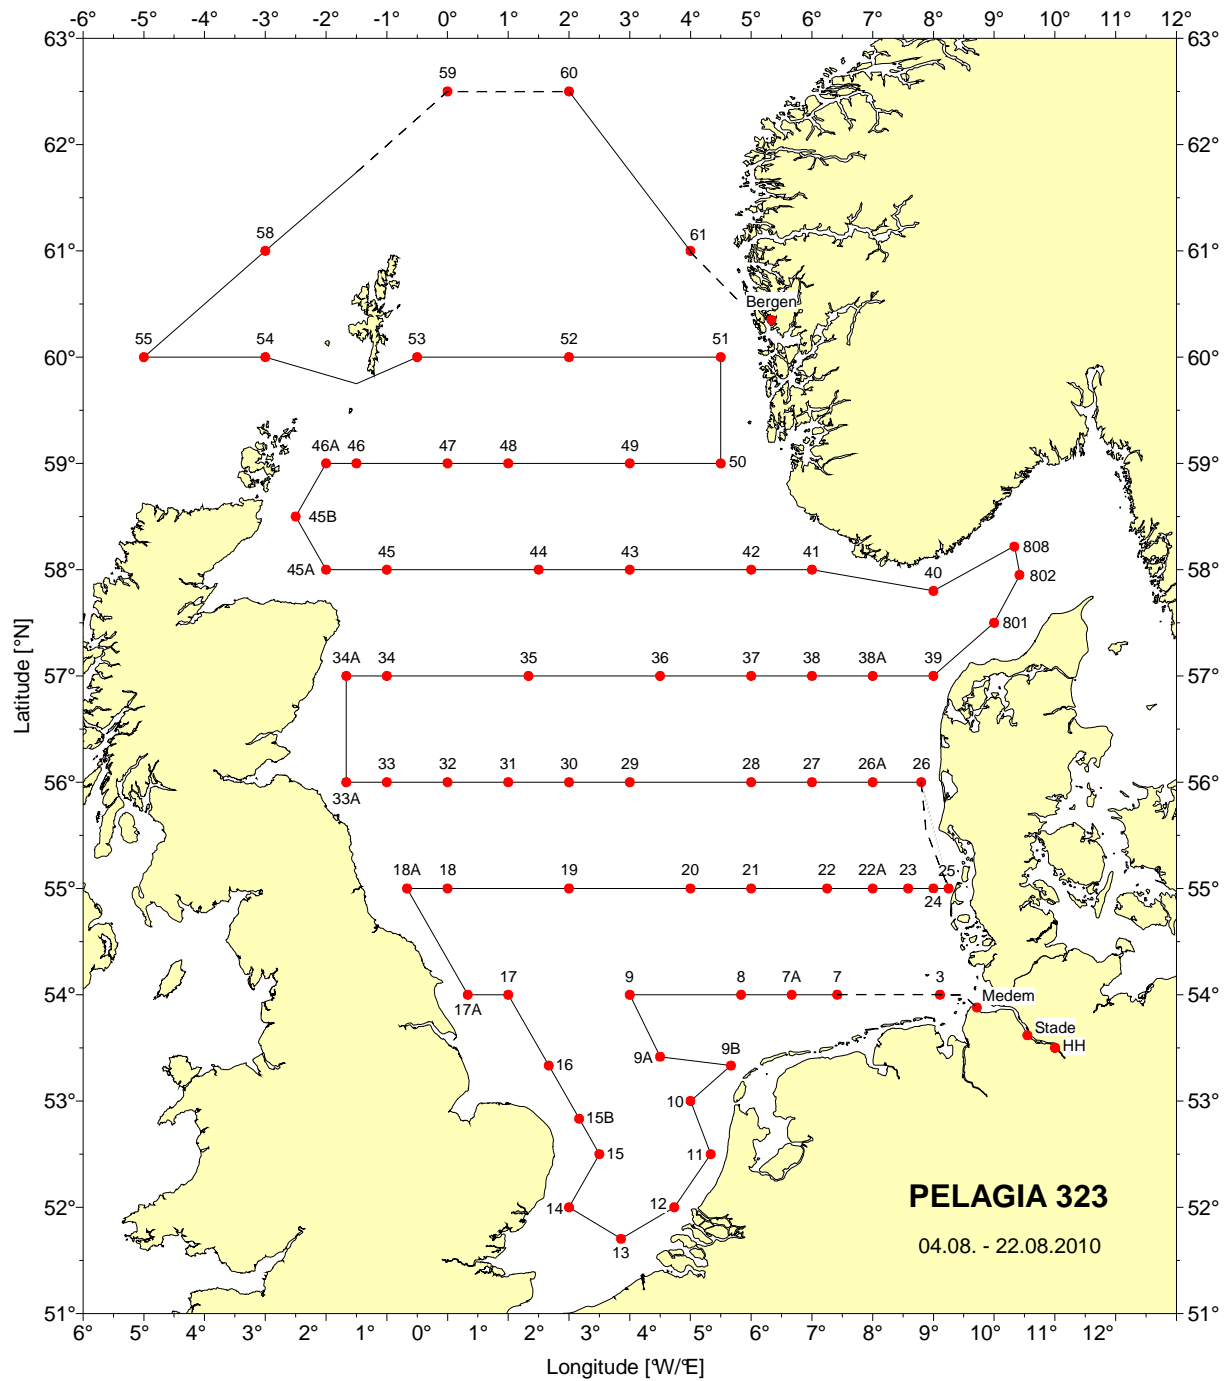 -6° -5° -4° -3° -2° -1° 0° 1° 2° 3° 4° 5° 6° 7° 8° 9° 10° 11° 12°
63° 63°
59 60
62° 62°
58 61
61° 61°
Bergen
55 54 53 52 51
60° 60°
46A 46 47 48 49
59° 50 59°
45B
808
45A 45 44 43 42 41
58° 40 802 58°
801
34A 34 35 36 37 38 38A 39
57° 57°
Latitude [°N]
33 32 31 30 29 28 27 26A 26
56° 56°
33A
18A 18 19 20 21 22 22A 23 25
55° 24 55°
17 9 8 7A 7 3
54° Medem 54°
17A
Stade
HH
9A 9B
16
53° 10 53°
15B
15 11
PELAGIA 323
52° 14 12 52°
13
04.08. - 22.08.2010
51° 51°
6° 5° 4° 3° 2° 1° 0° 1° 2° 3° 4° 5° 6° 7° 8° 9° 10° 11° 12°
Longitude [°W/°E]